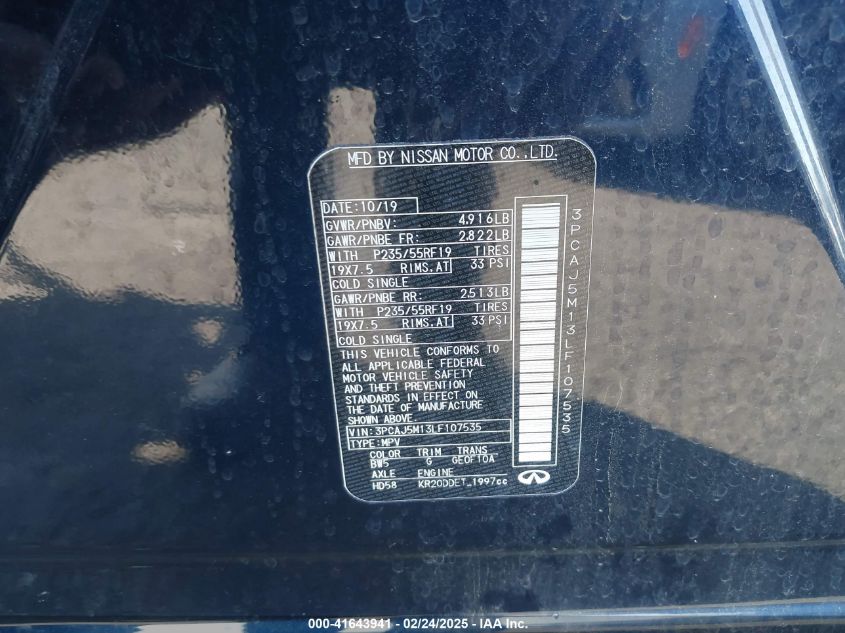 MFD BY NISSAN MOTOR CO.,LTD.
DATE:10/19
GVWR/PNBV: 4,916LB
GAWR/PNBE FR: 2,822LB
WITH P235/55RF19 TIRES
19X7.5 RIMS.AT 33 PSI
COLD SINGLE
GAWR/PNBE RR: 2,513LB
WITH P235/55RF19 TIRES
19X7.5 RIMS.AT 33 PSI
COLD SINGLE
THIS VEHICLE CONFORMS TO
ALL APPLICABLE FEDERAL
MOTOR VEHICLE SAFETY
AND THEFT PREVENTION
STANDARDS IN EFFECT ON
THE DATE OF MANUFACTURE
SHOWN ABOVE.
VIN:3PCAJ5M13LF107535
TYPE:MPV
COLOR TRIM TRANS
BW5 G GEOF10A
AXLE ENGINE
HD58 KR20DDET_1997cc
3PCAJ5M13LF107535
000-41643941 - 02/24/2025 - IAA Inc.